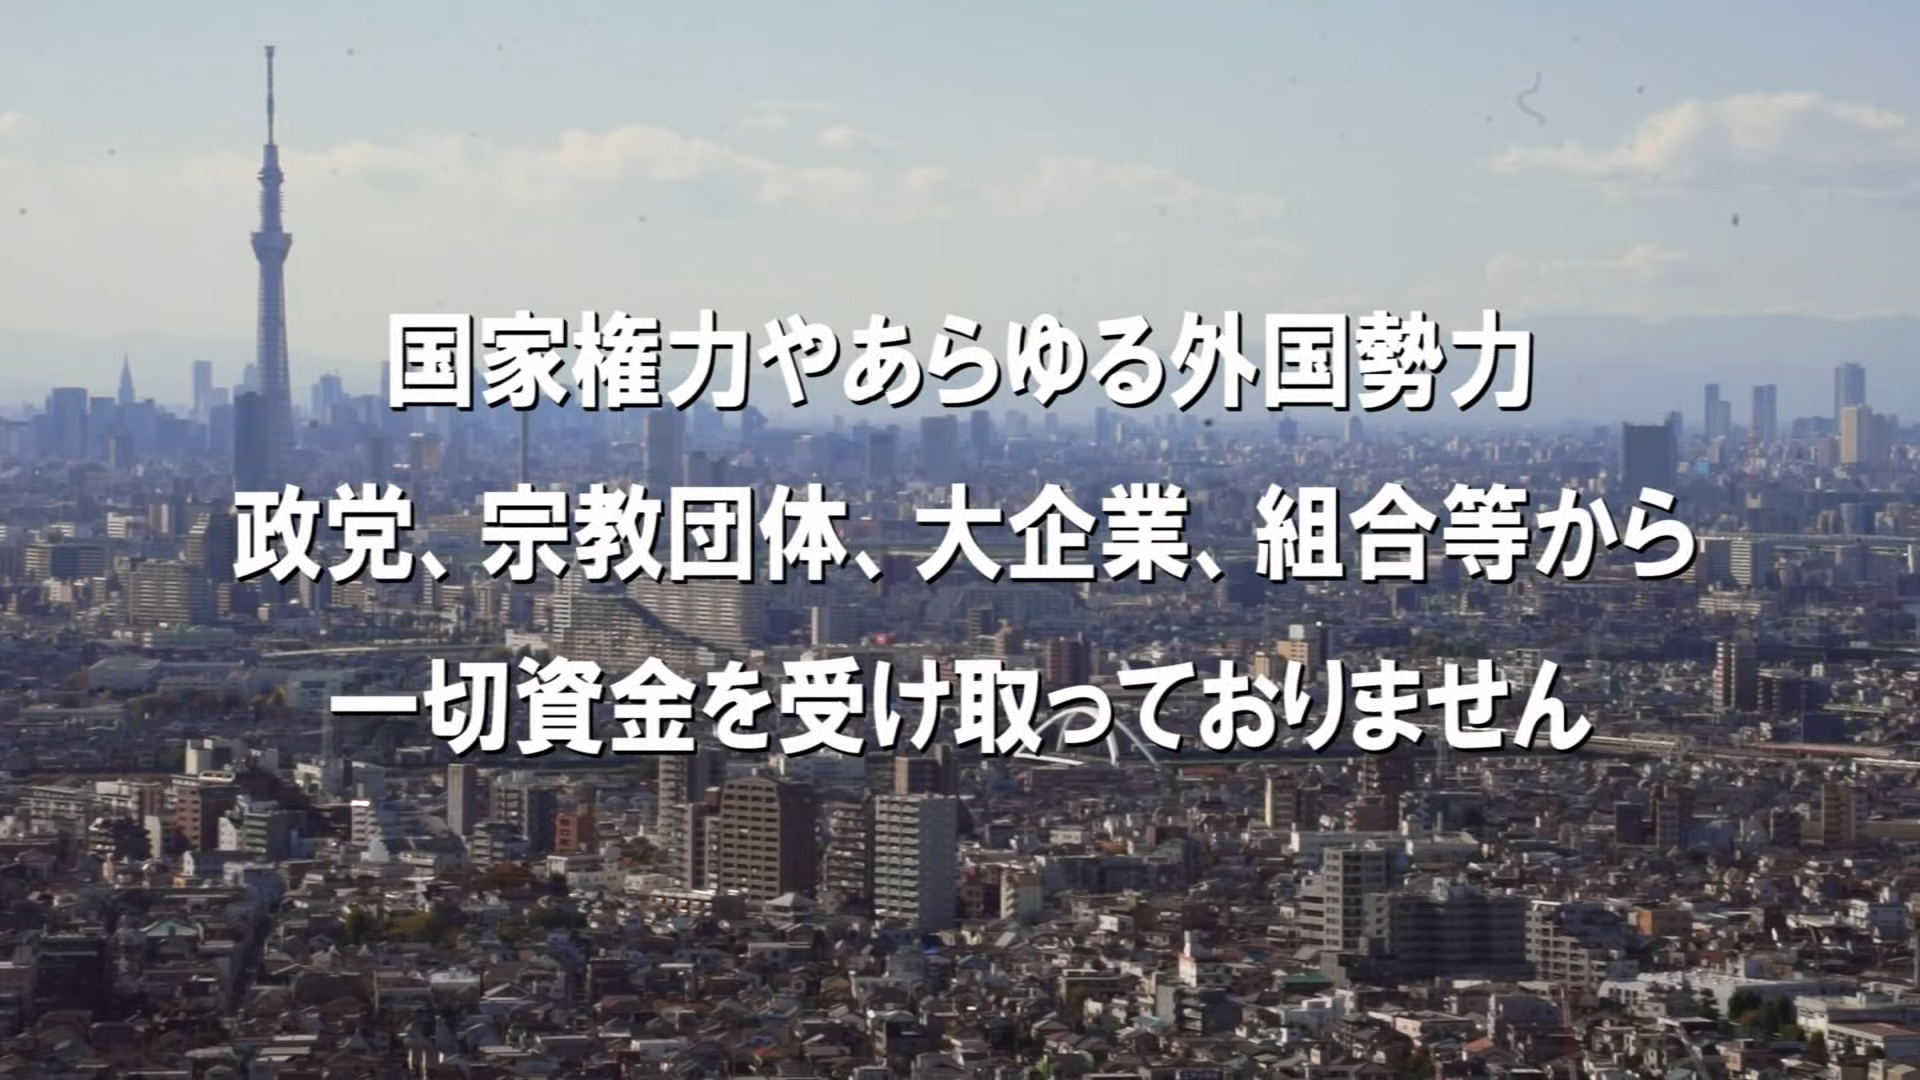 国家権力やあらゆる外国勢力
政党、宗教団体、大企業、組合等から
一切資金を受け取っておりません